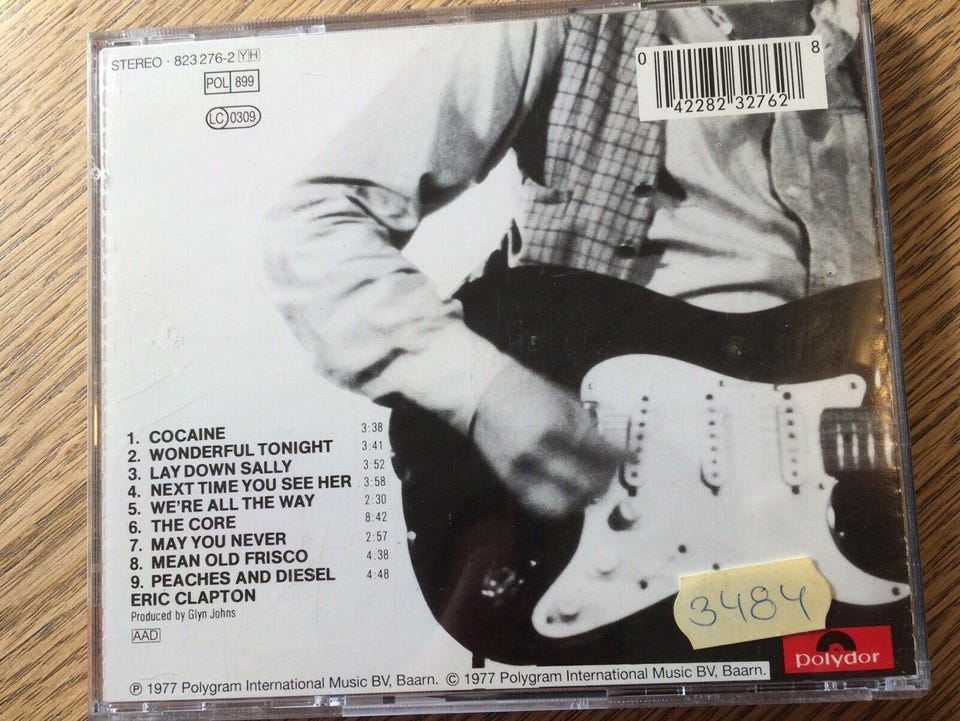 STEREO · 823 276-2 YH
POL 899
LC 0309
0 42282 32762 8
1. COCAINE 3:38
2. WONDERFUL TONIGHT 3:41
3. LAY DOWN SALLY 3:52
4. NEXT TIME YOU SEE HER 3:58
5. WE'RE ALL THE WAY 2:30
6. THE CORE 8:42
7. MAY YOU NEVER 2:57
8. MEAN OLD FRISCO 4:38
9. PEACHES AND DIESEL 4:48
ERIC CLAPTON
Produced by Glyn Johns
AAD
3484
polydor
℗ 1977 Polygram International Music BV, Baarn. © 1977 Polygram International Music BV, Baarn.